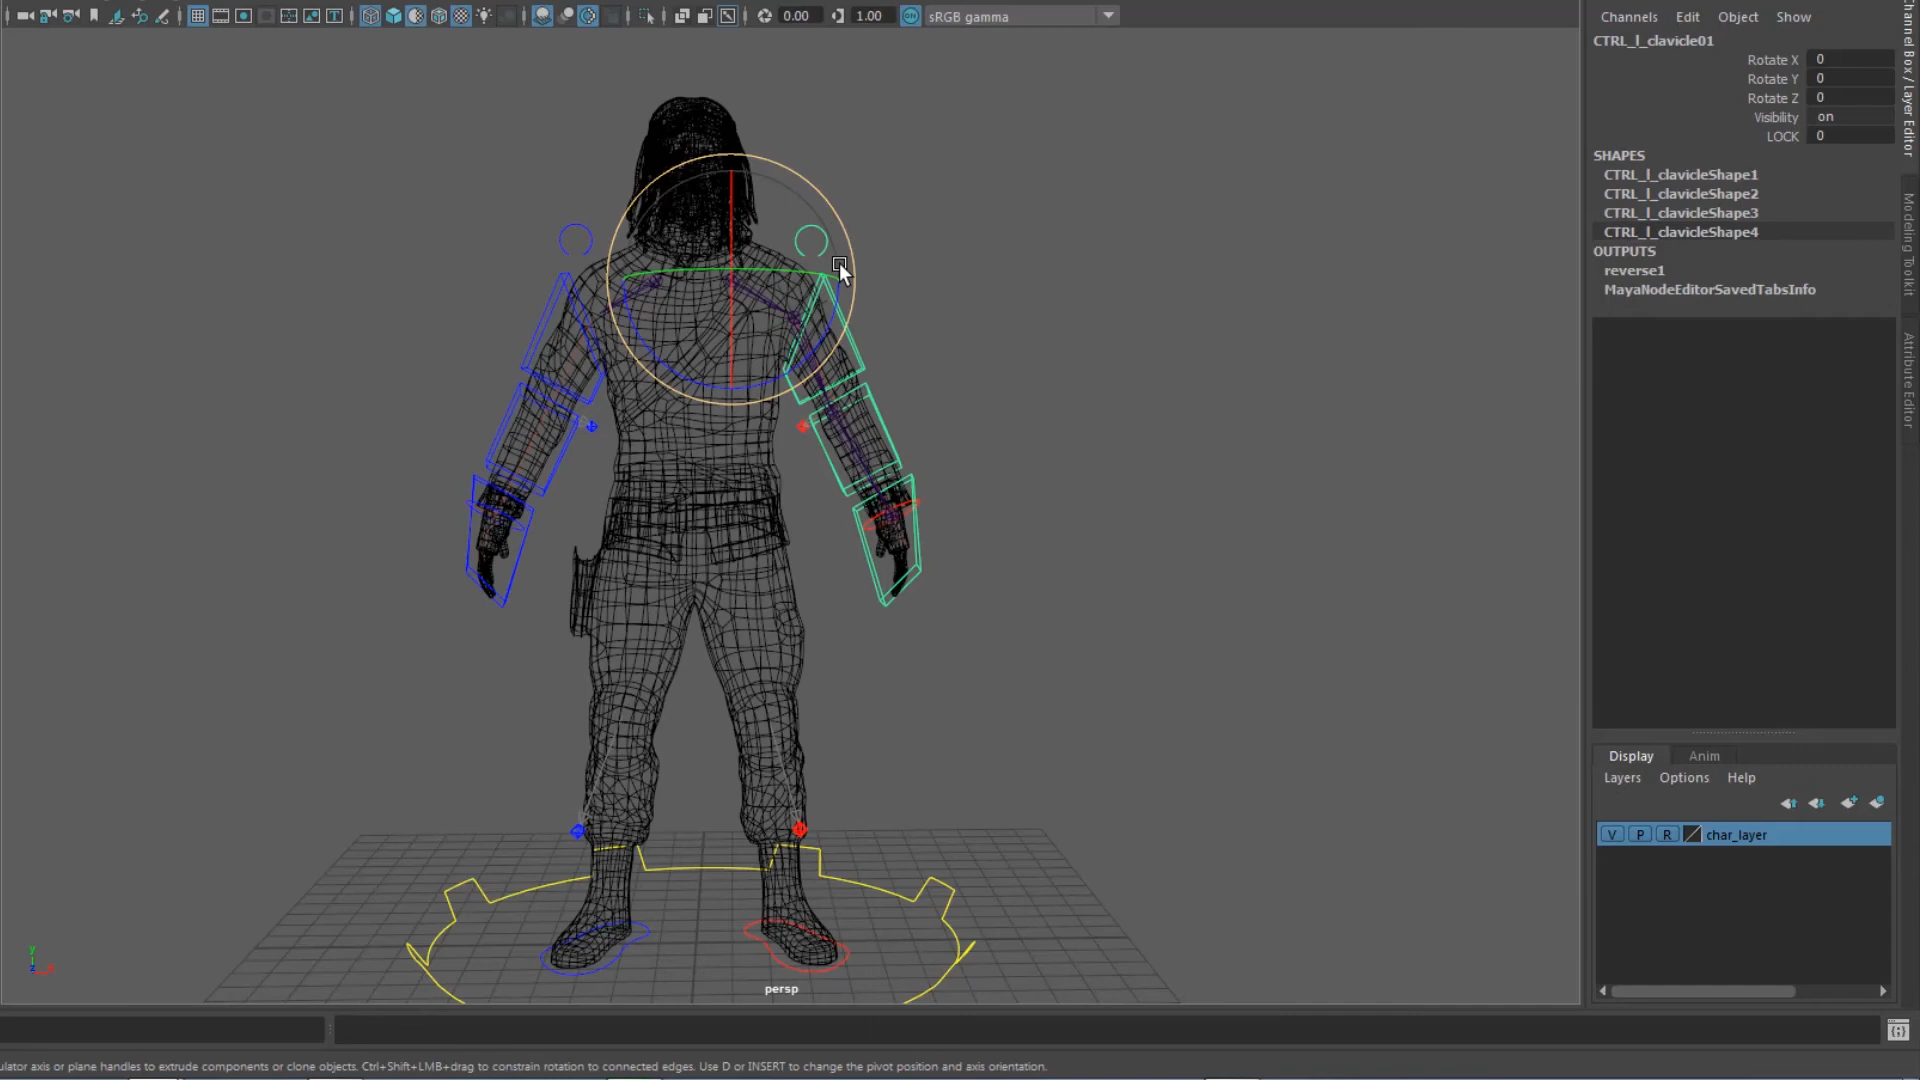 0.00
1.00
ON
sRGB gamma
Channels Edit Object Show
CTRL_l_clavicle01
Rotate X 0
Rotate Y 0
Rotate Z 0
Visibility on
LOCK 0
SHAPES
CTRL_l_clavicleShape1
CTRL_l_clavicleShape2
CTRL_l_clavicleShape3
CTRL_l_clavicleShape4
OUTPUTS
reverse1
MayaNodeEditorSavedTabsInfo
Channel Box / Layer Editor
Modeling Toolkit
Attribute Editor
Display Anim
Layers Options Help
V P R char_layer
y
z x
persp
ulator axis or plane handles to extrude components or clone objects. Ctrl+Shift+LMB+drag to constrain rotation to connected edges. Use D or INSERT to change the pivot position and axis orientation.